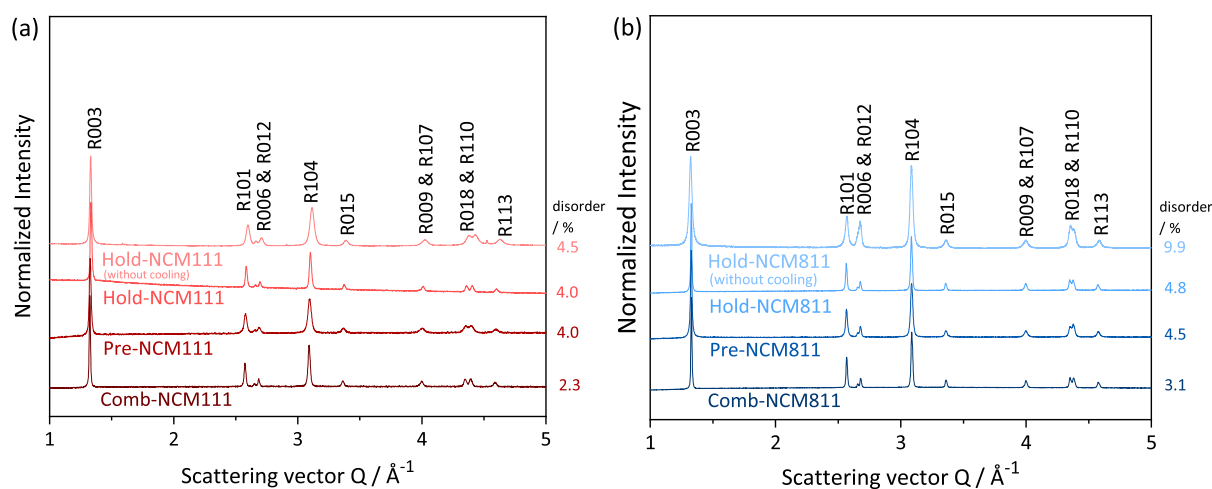 (a)
Normalized Intensity
R003
R101
R006 & R012
R104
R015
R009 & R107
R018 & R110
R113
disorder
/ %
4.5
Hold-NCM111
(without cooling)
4.0
Hold-NCM111
4.0
Pre-NCM111
2.3
Comb-NCM111
1
2
3
4
5
Scattering vector Q / Å-1
(b)
Normalized Intensity
R003
R101
R006 & R012
R104
R015
R009 & R107
R018 & R110
R113
disorder
/ %
9.9
Hold-NCM811
(without cooling)
4.8
Hold-NCM811
4.5
Pre-NCM811
3.1
Comb-NCM811
1
2
3
4
5
Scattering vector Q / Å-1